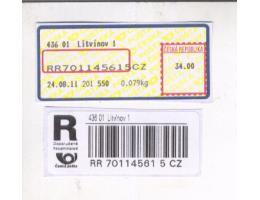 436 01 Litvínov 1
ČESKÁ REPUBLIKA
RR701145615CZ
34.00
24.08.11 201 550 0.079kg
436 01 Litvínov 1
R
Doporučeně
Recommandé
Česká pošta
RR 70114561 5 CZ